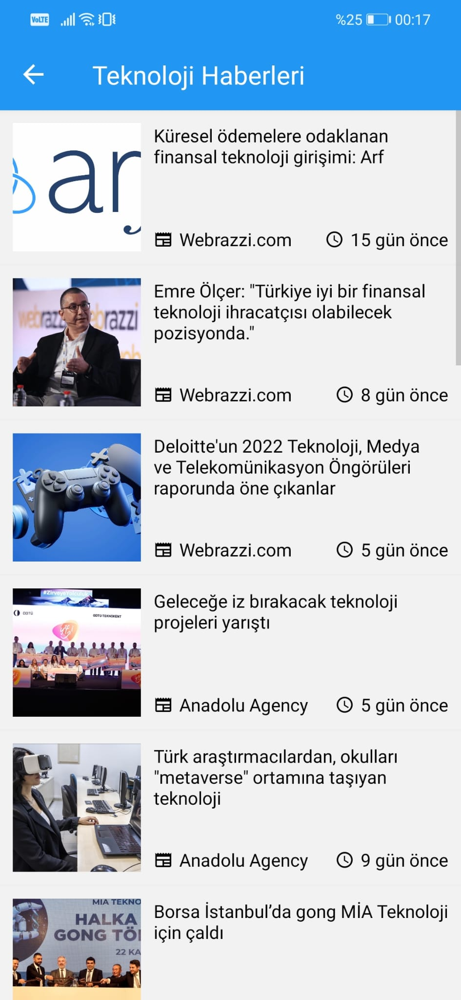 VoLTE
%25 00:17
Teknoloji Haberleri
arf
Küresel ödemelere odaklanan
finansal teknoloji girişimi: Arf
Webrazzi.com 15 gün önce
webrazzi
Emre Ölçer: "Türkiye iyi bir finansal
teknoloji ihracatçısı olabilecek
pozisyonda."
Webrazzi.com 8 gün önce
Deloitte'un 2022 Teknoloji, Medya
ve Telekomünikasyon Öngörüleri
raporunda öne çıkanlar
Webrazzi.com 5 gün önce
#ZirveyeYolculuk
ODTÜ
ODTÜ-TEKNOKENT
Geleceğe iz bırakacak teknoloji
projeleri yarıştı
Anadolu Agency 5 gün önce
Türk araştırmacılardan, okulları
"metaverse" ortamına taşıyan
teknoloji
Anadolu Agency 9 gün önce
MIA TEKNO
HALKA
GONG TÖ
22 KA
Borsa İstanbul’da gong MİA Teknoloji
için çaldı